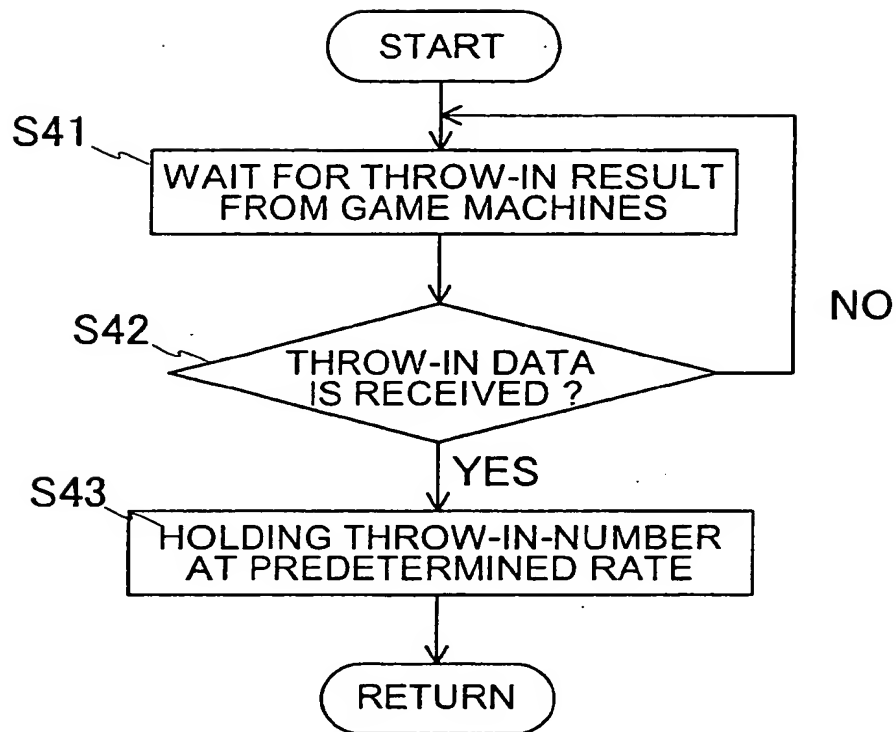 START
S41
WAIT FOR THROW-IN RESULT
FROM GAME MACHINES
NO
S42
THROW-IN DATA
IS RECEIVED ?
YES
S43
HOLDING THROW-IN-NUMBER
AT PREDETERMINED RATE
RETURN